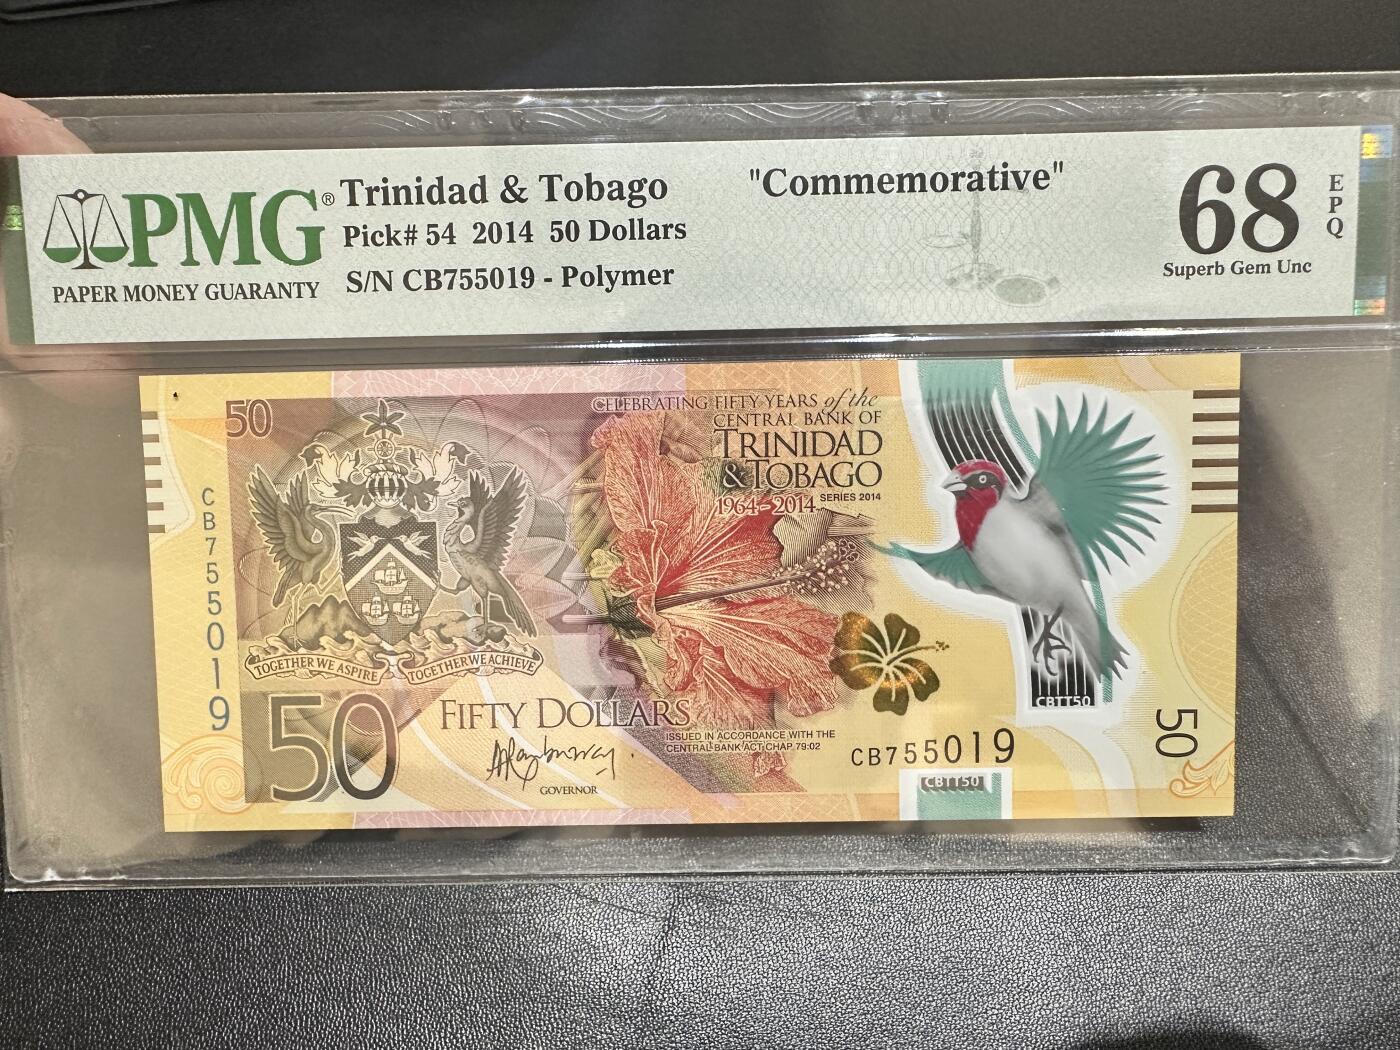 PMG®
PAPER MONEY GUARANTY
Trinidad & Tobago
Pick# 54 2014 50 Dollars
S/N CB755019 - Polymer
"Commemorative"
68
EPQ
Superb Gem Unc
50
CELEBRATING FIFTY YEARS of the
CENTRAL BANK OF
TRINIDAD
& TOBAGO
SERIES 2014
1964-2014
CB755019
TOGETHER WE ASPIRE TOGETHER WE ACHIEVE
50
FIFTY DOLLARS
ISSUED IN ACCORDANCE WITH THE
CENTRAL BANK ACT CHAP 79:02
GOVERNOR
CBTT50
CB755019
CBTT50
50